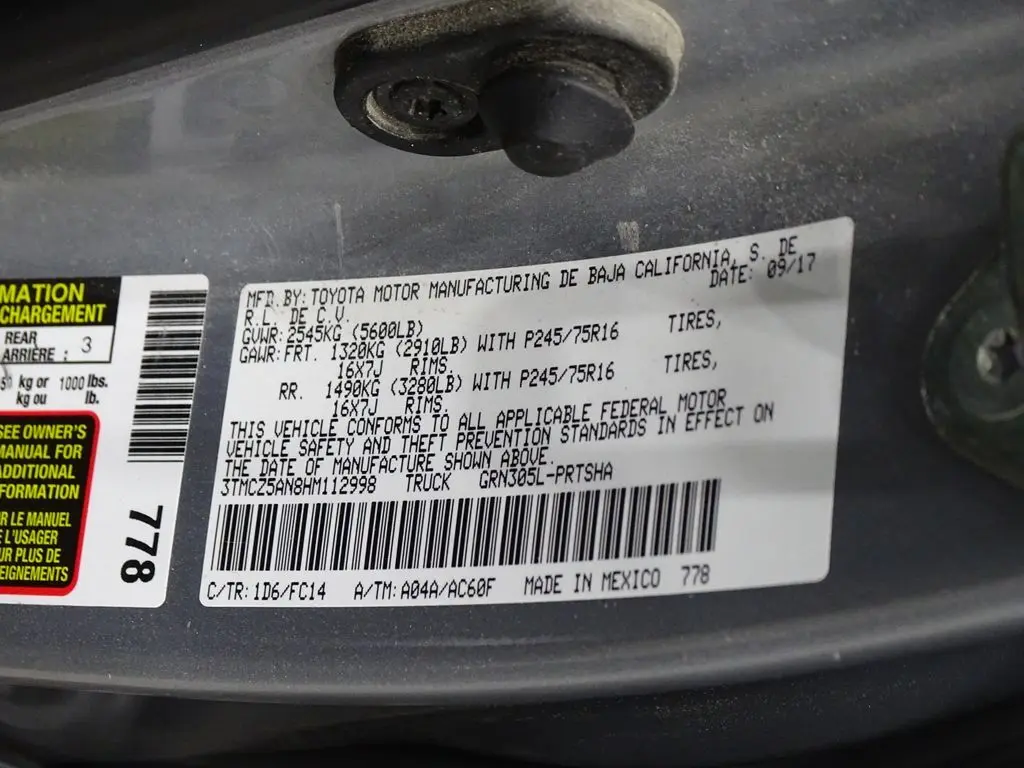 MATION
CHARGEMENT
REAR
ARRIÈRE : 3
kg or 1000 lbs.
kg ou lb.
SEE OWNER'S
MANUAL FOR
ADDITIONAL
INFORMATION
LE MANUEL
L'USAGER
PLUS DE
EIGNEMENTS
778
MFD. BY: TOYOTA MOTOR MANUFACTURING DE BAJA CALIFORNIA, S. DE
R.L. DE C.V. DATE: 09/17
GVWR: 2545KG (5600LB)
GAWR: FRT. 1320KG (2910LB) WITH P245/75R16 TIRES,
16X7J RIMS.
RR. 1490KG (3280LB) WITH P245/75R16 TIRES,
16X7J RIMS.
THIS VEHICLE CONFORMS TO ALL APPLICABLE FEDERAL MOTOR
VEHICLE SAFETY AND THEFT PREVENTION STANDARDS IN EFFECT ON
THE DATE OF MANUFACTURE SHOWN ABOVE.
3TMCZ5AN8HM112998 TRUCK GRN305L-PRTSHA
C/TR: 1D6/FC14 A/TM: A04A/AC60F MADE IN MEXICO 778